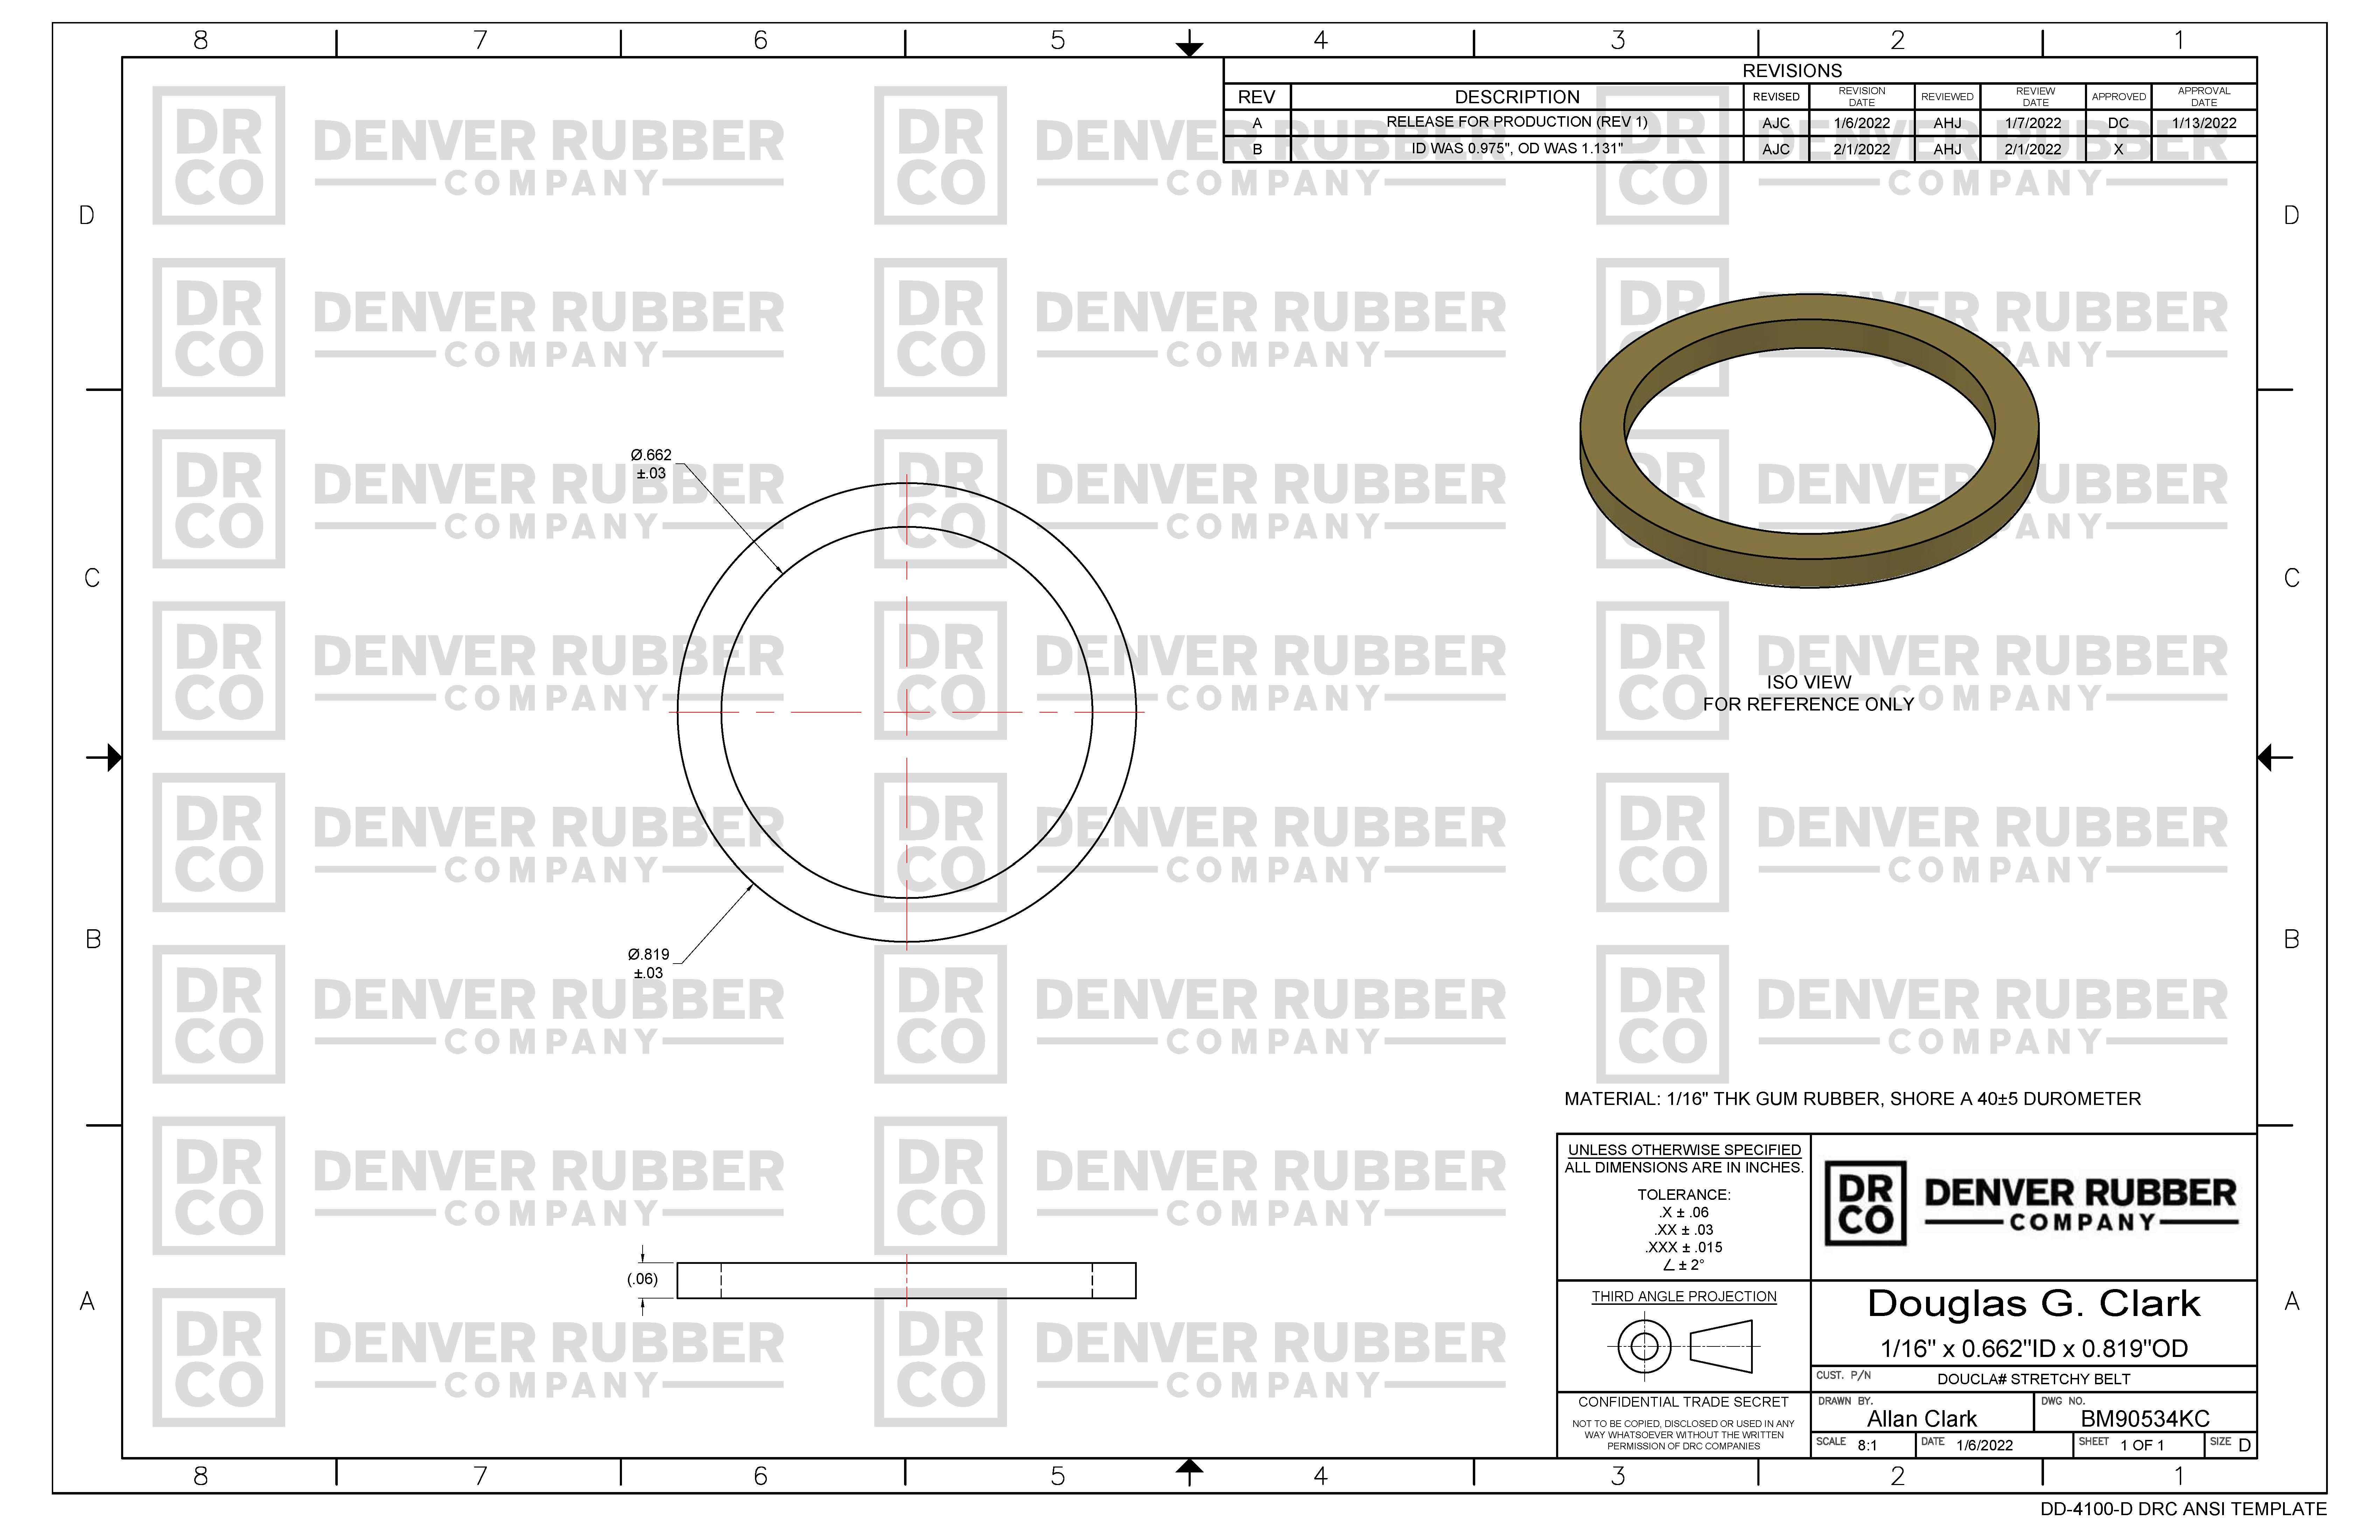 8 7 6 5 4 3 2 1
REVISIONS
REV DESCRIPTION REVISED REVISION DATE REVIEWED REVIEW DATE APPROVED APPROVAL DATE
A RELEASE FOR PRODUCTION (REV 1) AJC 1/6/2022 AHJ 1/7/2022 DC 1/13/2022
B ID WAS 0.975", OD WAS 1.131" AJC 2/1/2022 AHJ 2/1/2022 X
DR CO DENVER RUBBER COMPANY
D D
Ø.662
±.03
C C
ISO VIEW
FOR REFERENCE ONLY
B B
Ø.819
±.03
MATERIAL: 1/16" THK GUM RUBBER, SHORE A 40±5 DUROMETER
UNLESS OTHERWISE SPECIFIED
ALL DIMENSIONS ARE IN INCHES.
TOLERANCE:
.X ± .06
.XX ± .03
.XXX ± .015
∠ ± 2°
DR
CO
DENVER RUBBER
COMPANY
(.06)
A A
THIRD ANGLE PROJECTION
Douglas G. Clark
1/16" x 0.662"ID x 0.819"OD
CUST. P/N DOUCLA# STRETCHY BELT
CONFIDENTIAL TRADE SECRET
NOT TO BE COPIED, DISCLOSED OR USED IN ANY
WAY WHATSOEVER WITHOUT THE WRITTEN
PERMISSION OF DRC COMPANIES
DRAWN BY. Allan Clark
DWG NO. BM90534KC
SCALE 8:1 DATE 1/6/2022 SHEET 1 OF 1 SIZE D
8 7 6 5 4 3 2 1
DD-4100-D DRC ANSI TEMPLATE